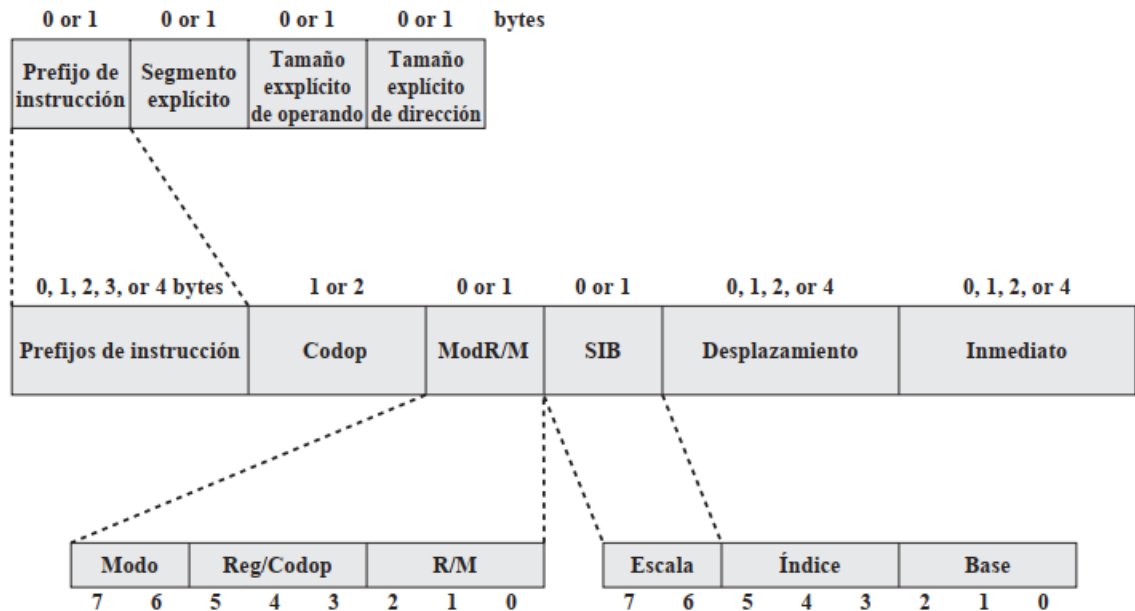 0 or 1 0 or 1 0 or 1 0 or 1 bytes
Prefijo de instrucción
Segmento explícito
Tamaño exxplícito de operando
Tamaño explícito de dirección
0, 1, 2, 3, or 4 bytes 1 or 2 0 or 1 0 or 1 0, 1, 2, or 4 0, 1, 2, or 4
Prefijos de instrucción Codop ModR/M SIB Desplazamiento Inmediato
Modo Reg/Codop R/M Escala Índice Base
7 6 5 4 3 2 1 0 7 6 5 4 3 2 1 0